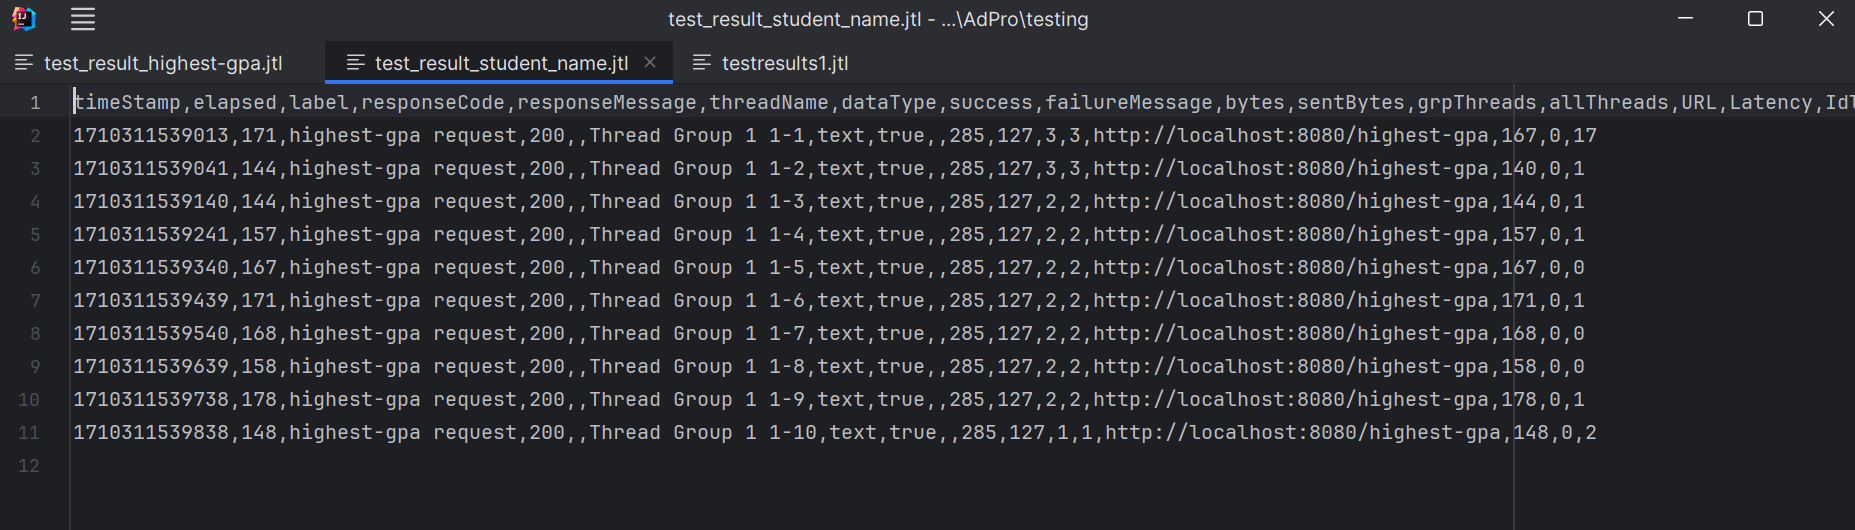 test_result_student_name.jtl - ...\AdPro\testing
test_result_highest-gpa.jtl test_result_student_name.jtl testresults1.jtl
1 timeStamp,elapsed,label,responseCode,responseMessage,threadName,dataType,success,failureMessage,bytes,sentBytes,grpThreads,allThreads,URL,Latency,Idl
2 1710311539013,171,highest-gpa request,200,,Thread Group 1 1-1,text,true,,285,127,3,3,http://localhost:8080/highest-gpa,167,0,17
3 1710311539041,144,highest-gpa request,200,,Thread Group 1 1-2,text,true,,285,127,3,3,http://localhost:8080/highest-gpa,140,0,1
4 1710311539140,144,highest-gpa request,200,,Thread Group 1 1-3,text,true,,285,127,2,2,http://localhost:8080/highest-gpa,144,0,1
5 1710311539241,157,highest-gpa request,200,,Thread Group 1 1-4,text,true,,285,127,2,2,http://localhost:8080/highest-gpa,157,0,1
6 1710311539340,167,highest-gpa request,200,,Thread Group 1 1-5,text,true,,285,127,2,2,http://localhost:8080/highest-gpa,167,0,0
7 1710311539439,171,highest-gpa request,200,,Thread Group 1 1-6,text,true,,285,127,2,2,http://localhost:8080/highest-gpa,171,0,1
8 1710311539540,168,highest-gpa request,200,,Thread Group 1 1-7,text,true,,285,127,2,2,http://localhost:8080/highest-gpa,168,0,0
9 1710311539639,158,highest-gpa request,200,,Thread Group 1 1-8,text,true,,285,127,2,2,http://localhost:8080/highest-gpa,158,0,0
10 1710311539738,178,highest-gpa request,200,,Thread Group 1 1-9,text,true,,285,127,2,2,http://localhost:8080/highest-gpa,178,0,1
11 1710311539838,148,highest-gpa request,200,,Thread Group 1 1-10,text,true,,285,127,1,1,http://localhost:8080/highest-gpa,148,0,2
12